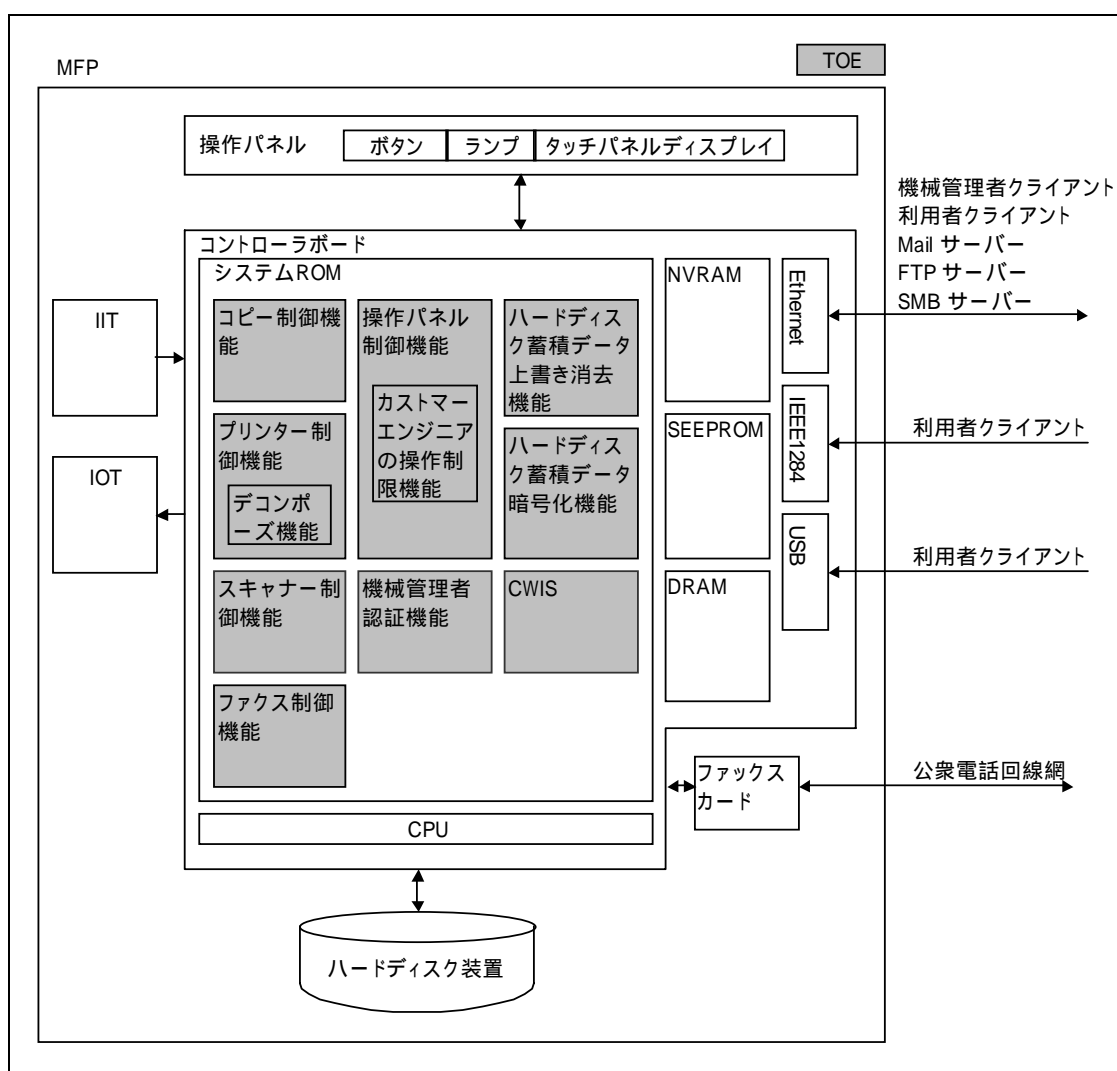 MFP
TOE
操作パネル
ボタン
ランプ
タッチパネルディスプレイ
機械管理者クライアント
利用者クライアント
Mail サーバー
FTP サーバー
SMB サーバー
コントローラボード
システムROM
IIT
IOT
コピー制御機
能
操作パネル
制御機能
カストマー
エンジニア
の操作制
限機能
ハードディス
ク蓄積データ
上書き消去
機能
プリンター制
御機能
デコンポ
ーズ機能
ハードディス
ク蓄積データ
暗号化機能
スキャナー制
御機能
機械管理者
認証機能
CWIS
ファクス制御
機能
NVRAM
SEEPROM
DRAM
Ethernet
IEEE1284
USB
利用者クライアント
利用者クライアント
ファックス
カード
公衆電話回線網
CPU
ハードディスク装置